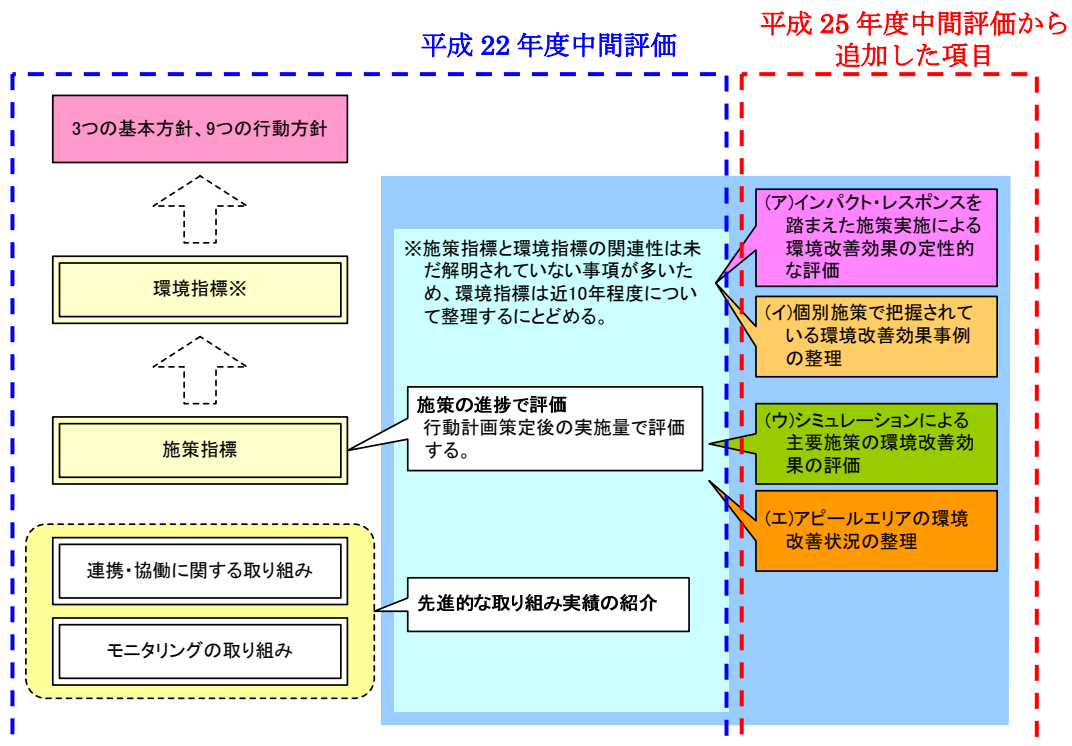 平成 22 年度中間評価
平成 25 年度中間評価から
追加した項目
3つの基本方針、9つの行動方針
環境指標※
施策指標
連携・協働に関する取り組み
モニタリングの取り組み
※施策指標と環境指標の関連性は未
だ解明されていない事項が多いた
め、環境指標は近10年程度につい
て整理するにとどめる。
施策の進捗で評価
行動計画策定後の実施量で評価
する。
先進的な取り組み実績の紹介
(ア)インパクト・レスポンスを
踏まえた施策実施による
環境改善効果の定性的
な評価
(イ)個別施策で把握されて
いる環境改善効果事例
の整理
(ウ)シミュレーションによる
主要施策の環境改善効
果の評価
(エ)アピールエリアの環境
改善状況の整理